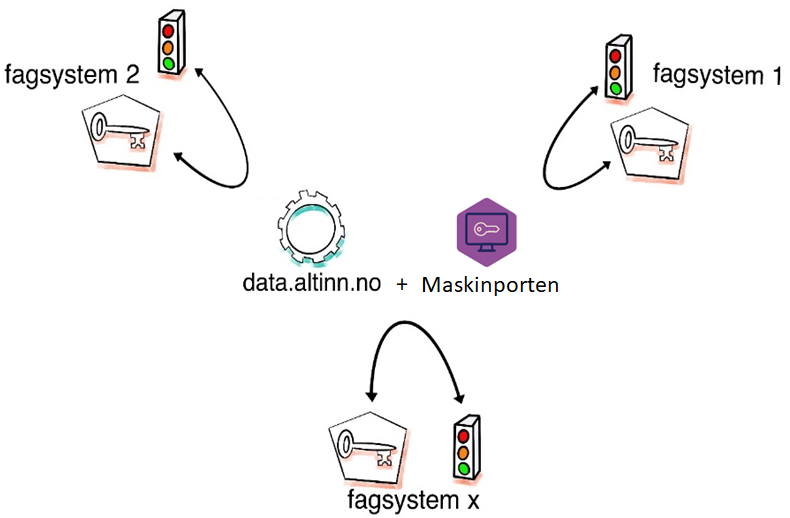 fagsystem 2
fagsystem 1
data.altinn.no + Maskinporten
fagsystem x